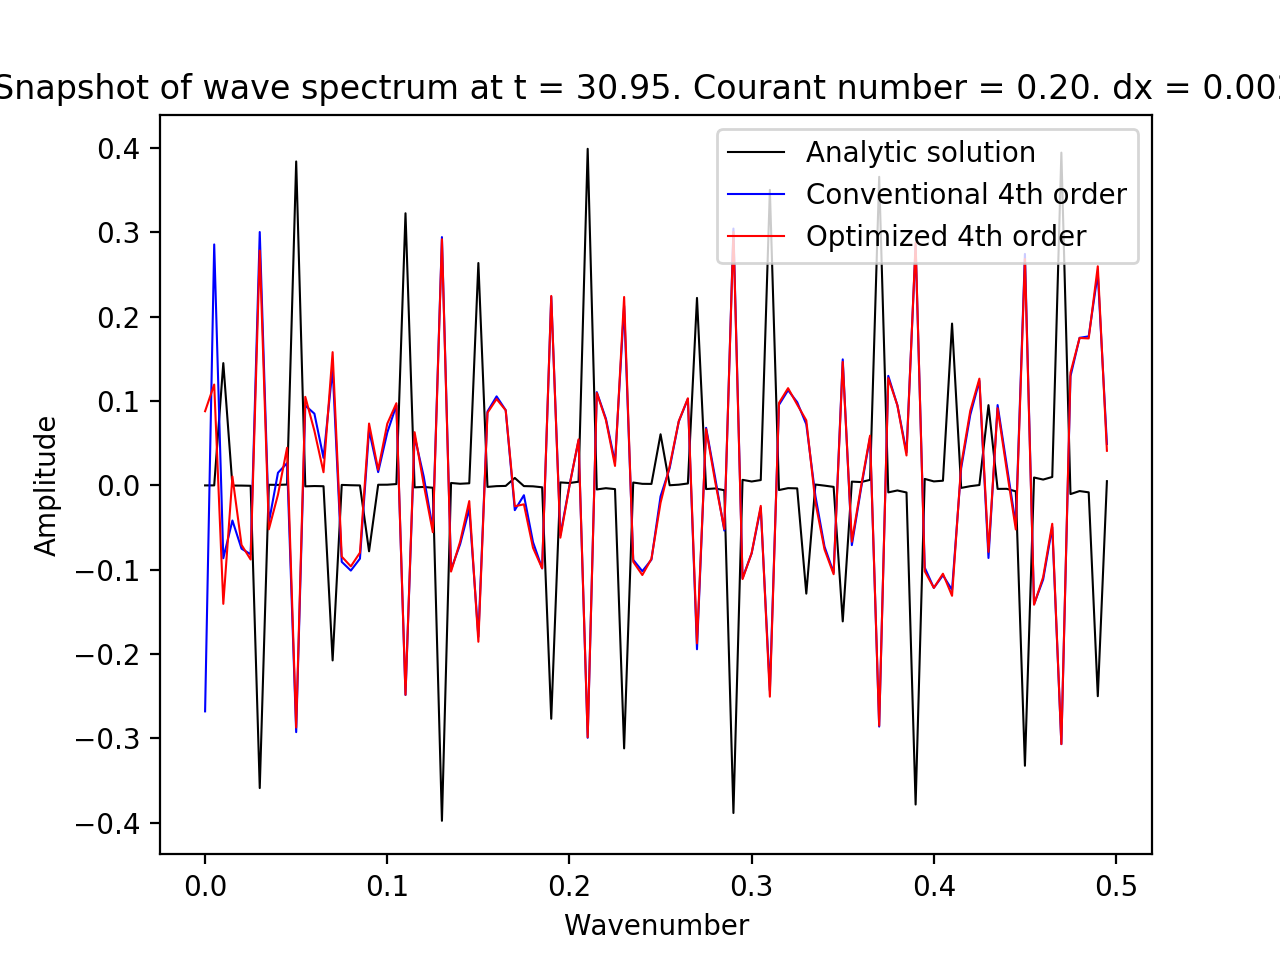 Snapshot of wave spectrum at t = 30.95. Courant number = 0.20. dx = 0.00
Analytic solution
Conventional 4th order
Optimized 4th order
0.4
0.3
0.2
0.1
0.0
−0.1
−0.2
−0.3
−0.4
Amplitude
0.0 0.1 0.2 0.3 0.4 0.5
Wavenumber